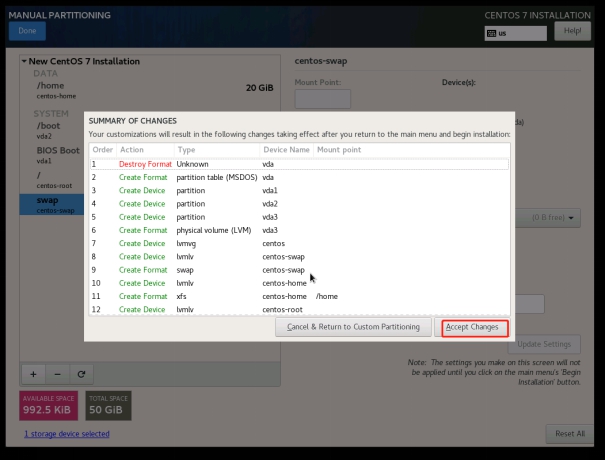 MANUAL PARTITIONING
CENTOS 7 INSTALLATION
Done
us
Help!
New CentOS 7 Installation
centos-swap
DATA
/home
centos-home
20 GiB
Mount Point:
Device(s):
SYSTEM
/boot
vda2
BIOS Boot
vda1
/
centos-root
swap
centos-swap
da)
(0 B free)
SUMMARY OF CHANGES
Your customizations will result in the following changes taking effect after you return to the main menu and begin installation:
Order Action Type Device Name Mount point
1 Destroy Format Unknown vda
2 Create Format partition table (MSDOS) vda
3 Create Device partition vda1
4 Create Device partition vda2
5 Create Device partition vda3
6 Create Format physical volume (LVM) vda3
7 Create Device lvmvg centos
8 Create Device lvmlv centos-swap
9 Create Format swap centos-swap
10 Create Device lvmlv centos-home
11 Create Format xfs centos-home /home
12 Create Device lvmlv centos-root
Cancel & Return to Custom Partitioning
Accept Changes
Update Settings
Note: The settings you make on this screen will not
be applied until you click on the main menu's 'Begin
Installation' button.
+ − ⟳
AVAILABLE SPACE
992.5 KiB
TOTAL SPACE
50 GiB
1 storage device selected
Reset All